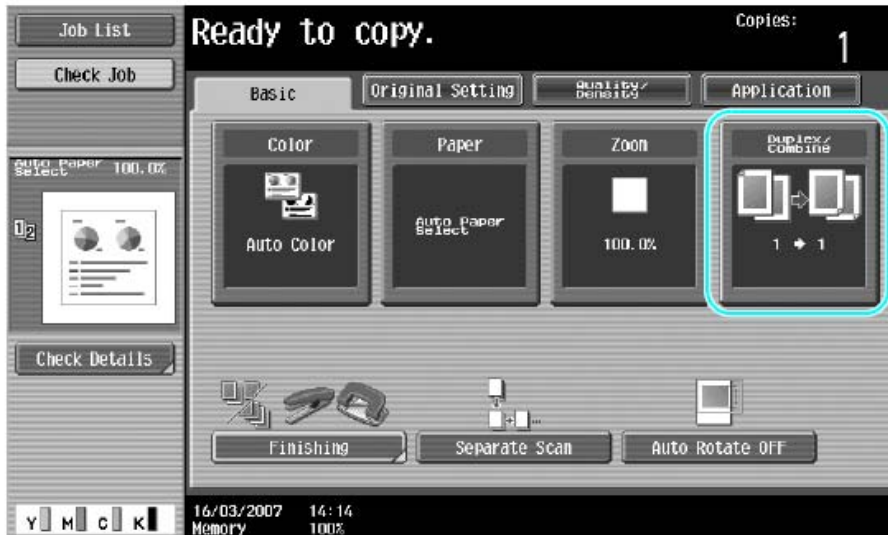 Job List
Check Job
Ready to copy.
Copies:
1
Basic
Original Setting
Quality/
Density
Application
Color
Auto Color
Paper
Auto Paper
Select
Zoom
100.0%
Duplex/
Combine
1 → 1
Auto Paper
Select
100.0%
12
Check Details
Finishing
Separate Scan
Auto Rotate OFF
Y M C K
16/03/2007 14:14
Memory 100%